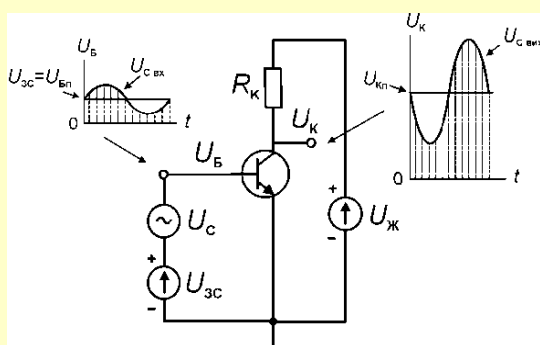 U_Б
U_ЗС=U_Бп
U_С вх
0
t
U_К
U_С вих
U_Кп
0
t
R_К
U_К
U_Б
U_С
+
−
U_ЗС
+
−
U_Ж